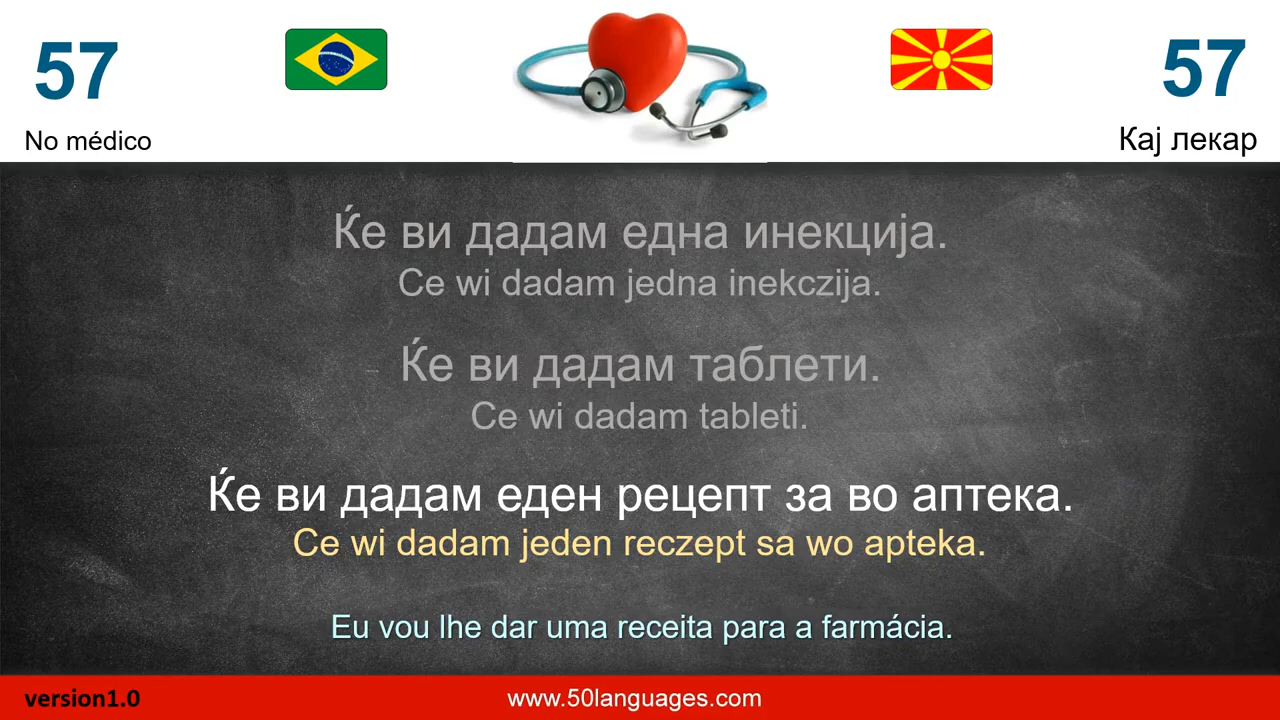 57
57
No médico
Кај лекар
Ќе ви дадам една инекција.
Ce wi dadam jedna inekczija.
Ќе ви дадам таблети.
Ce wi dadam tableti.
Ќе ви дадам еден рецепт за во аптека.
Ce wi dadam jeden reczept sa wo apteka.
Eu vou lhe dar uma receita para a farmácia.
version1.0
www.50languages.com